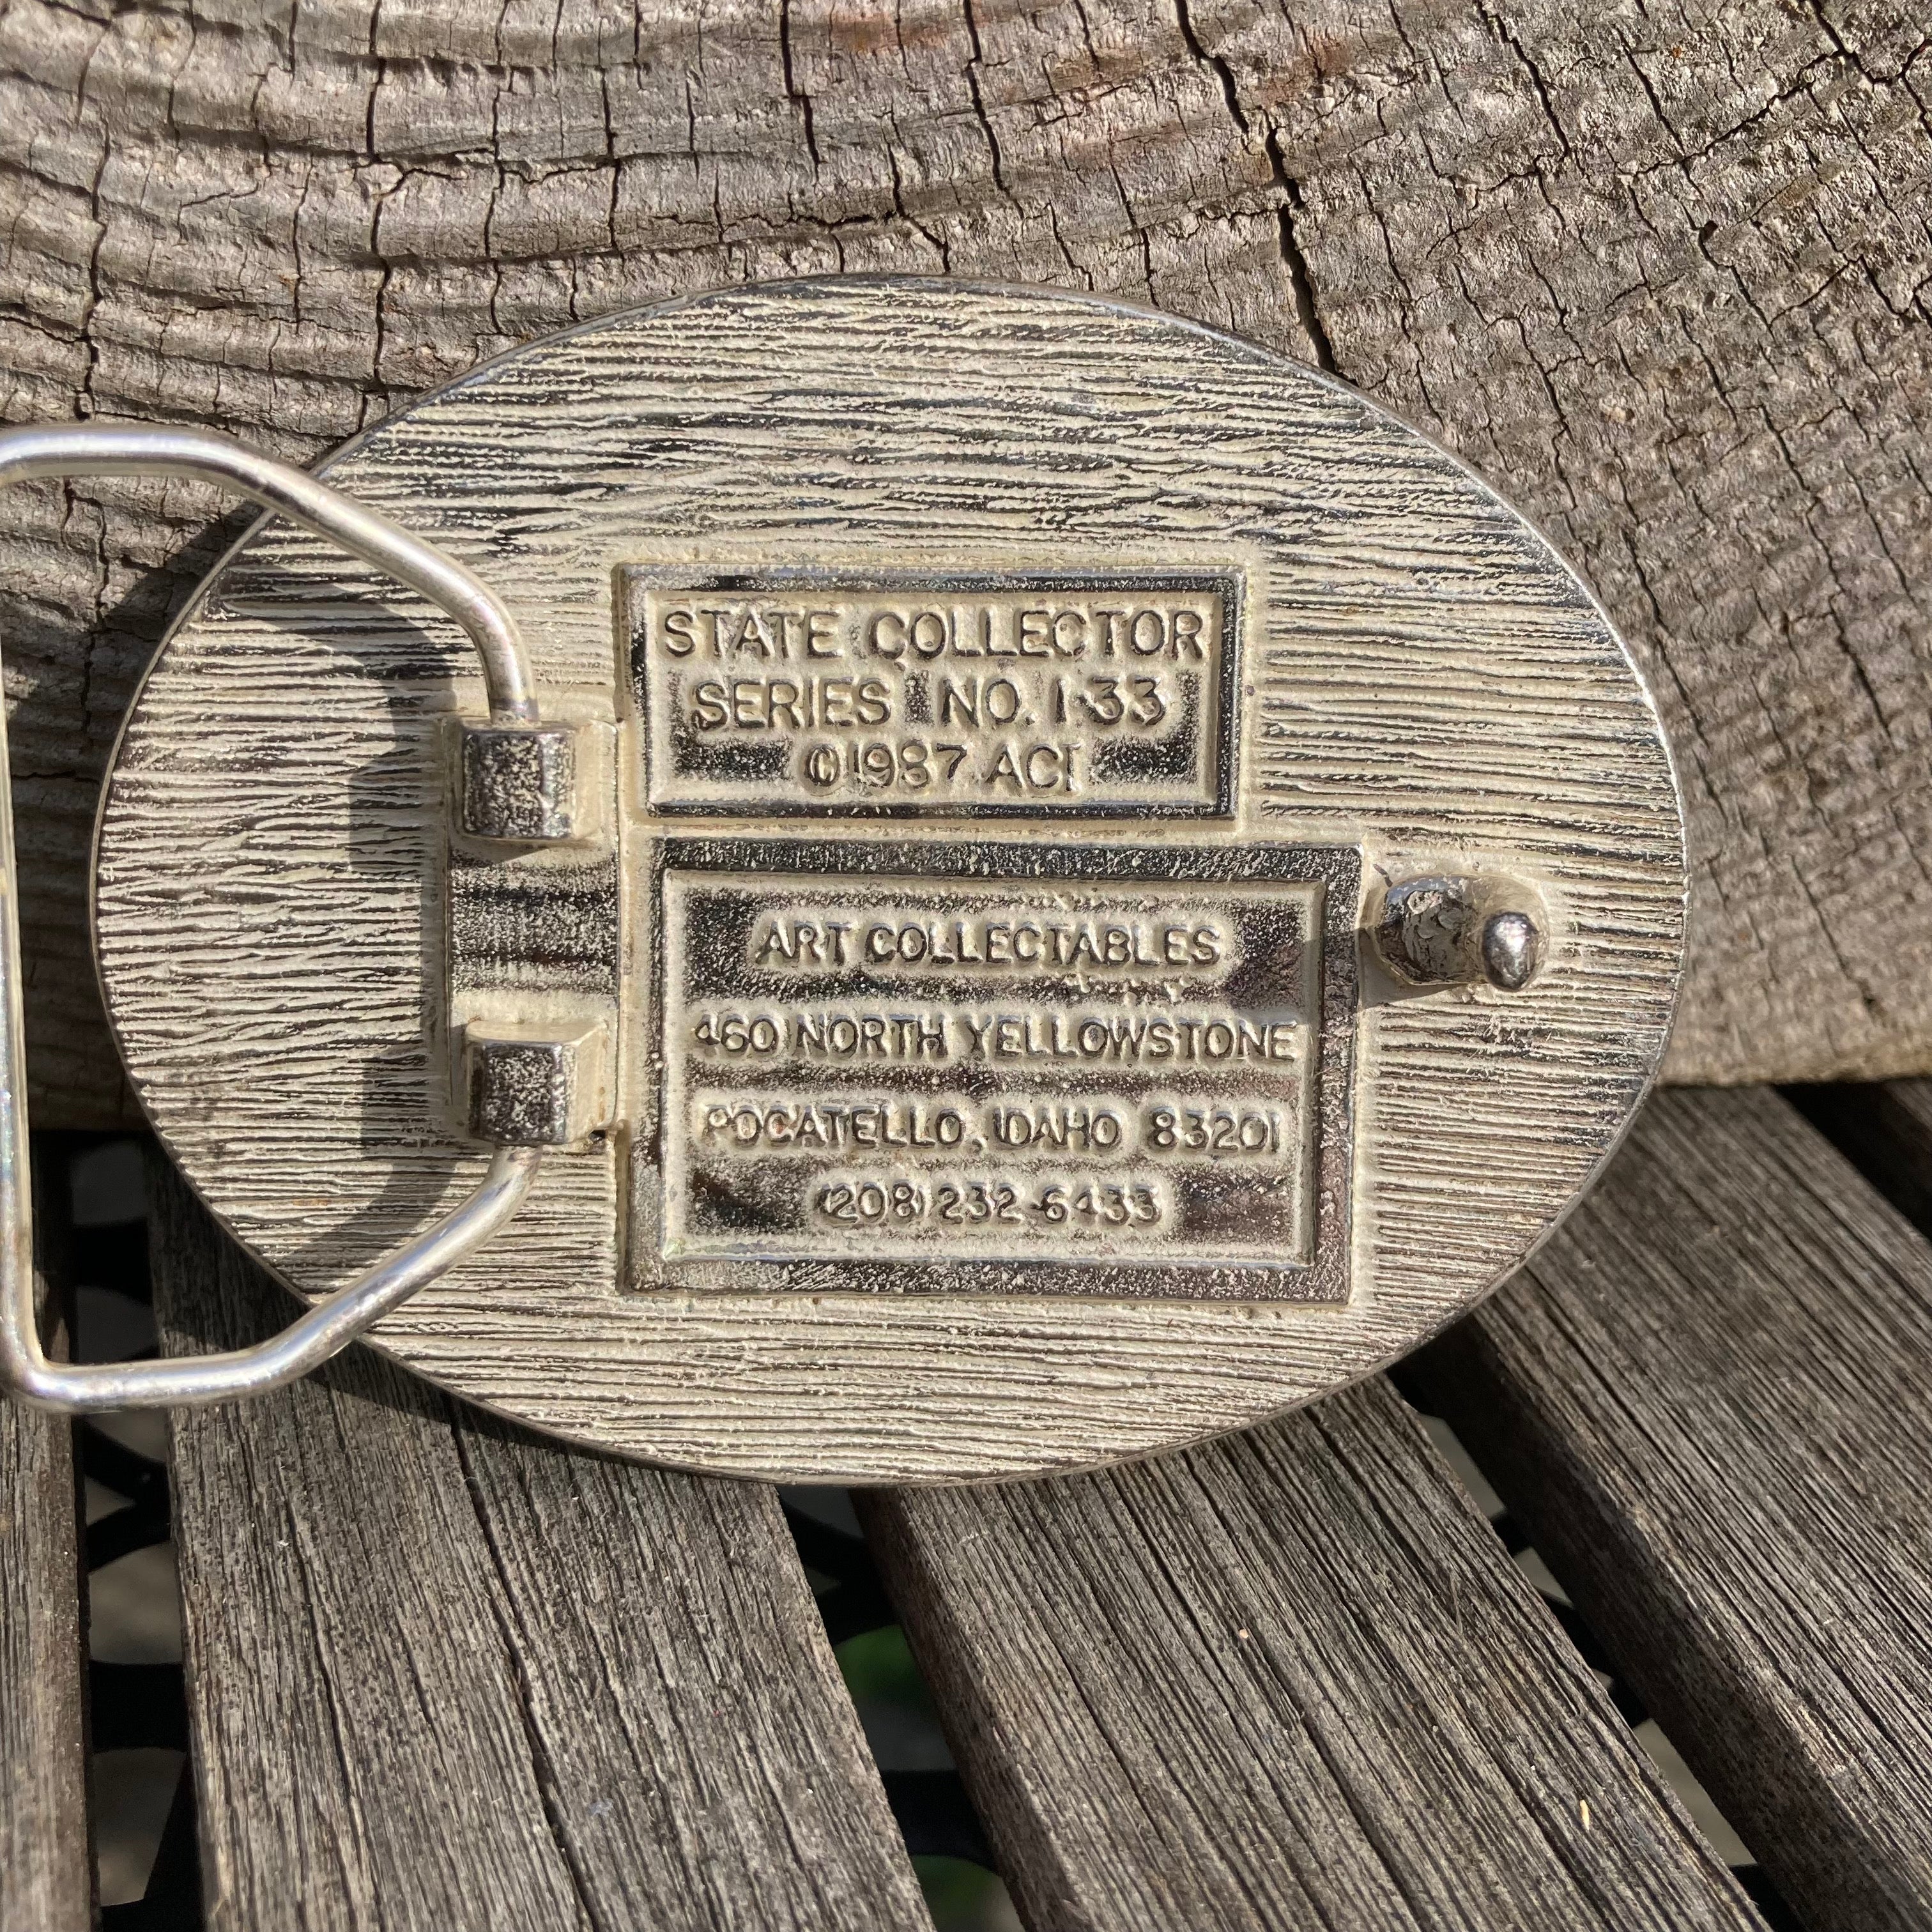 STATE COLLECTOR
SERIES NO. 1-33
©1987 ACI
ART COLLECTABLES
460 NORTH YELLOWSTONE
POCATELLO, IDAHO 83201
(208) 232-6433